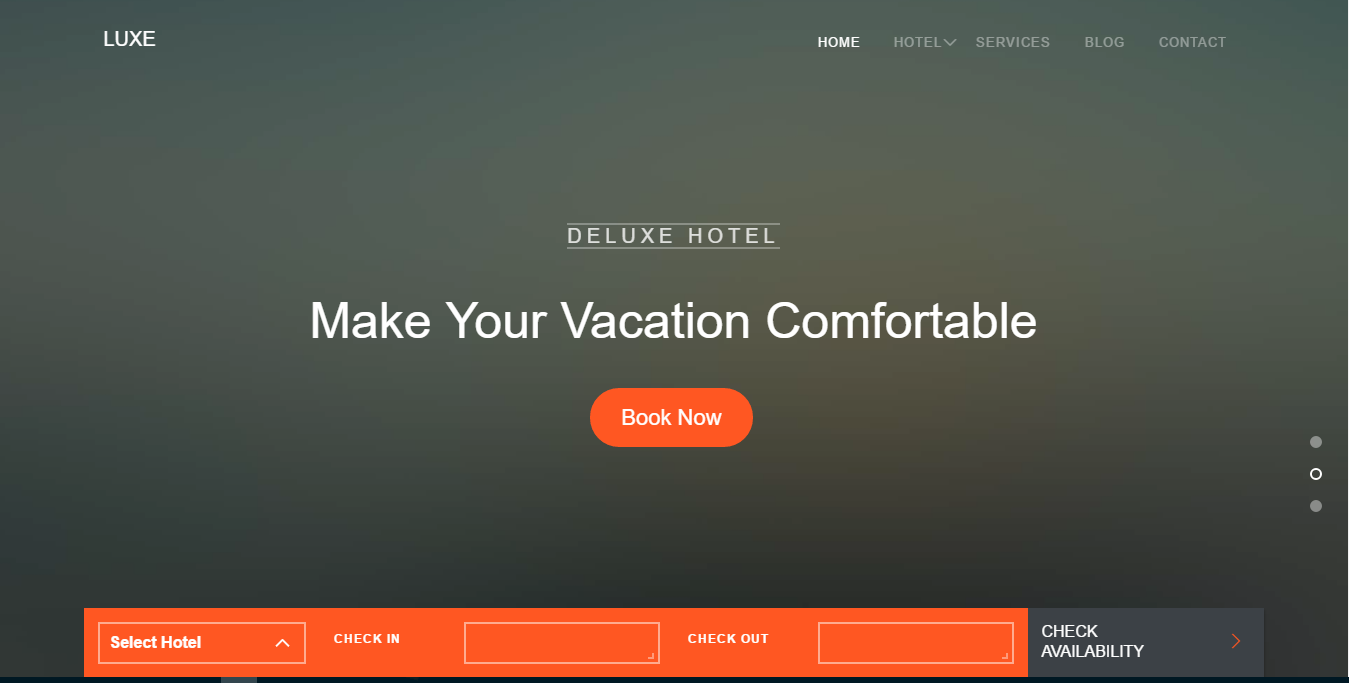 LUXE
HOME HOTEL SERVICES BLOG CONTACT
DELUXE HOTEL
Make Your Vacation Comfortable
Book Now
Select Hotel CHECK IN CHECK OUT CHECK
AVAILABILITY